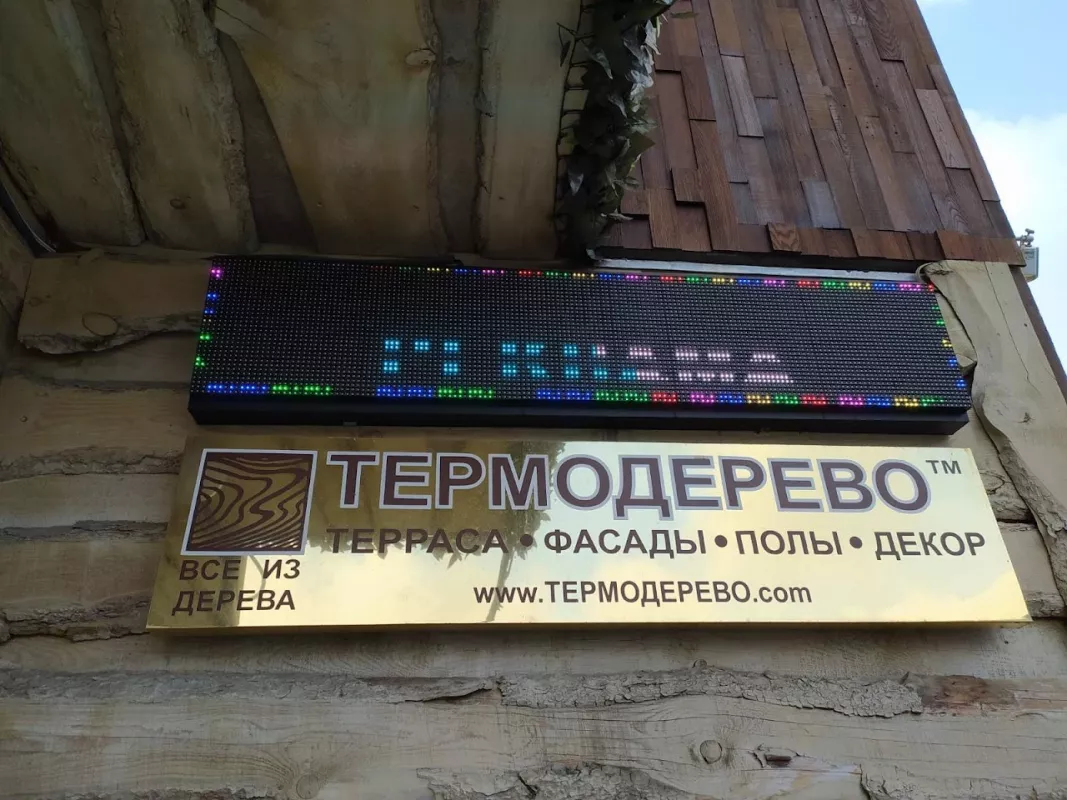 ТЕРМОДЕРЕВО™
ТЕРРАСА • ФАСАДЫ • ПОЛЫ • ДЕКОР
ВСЕ ИЗ
ДЕРЕВА
www.ТЕРМОДЕРЕВО.com